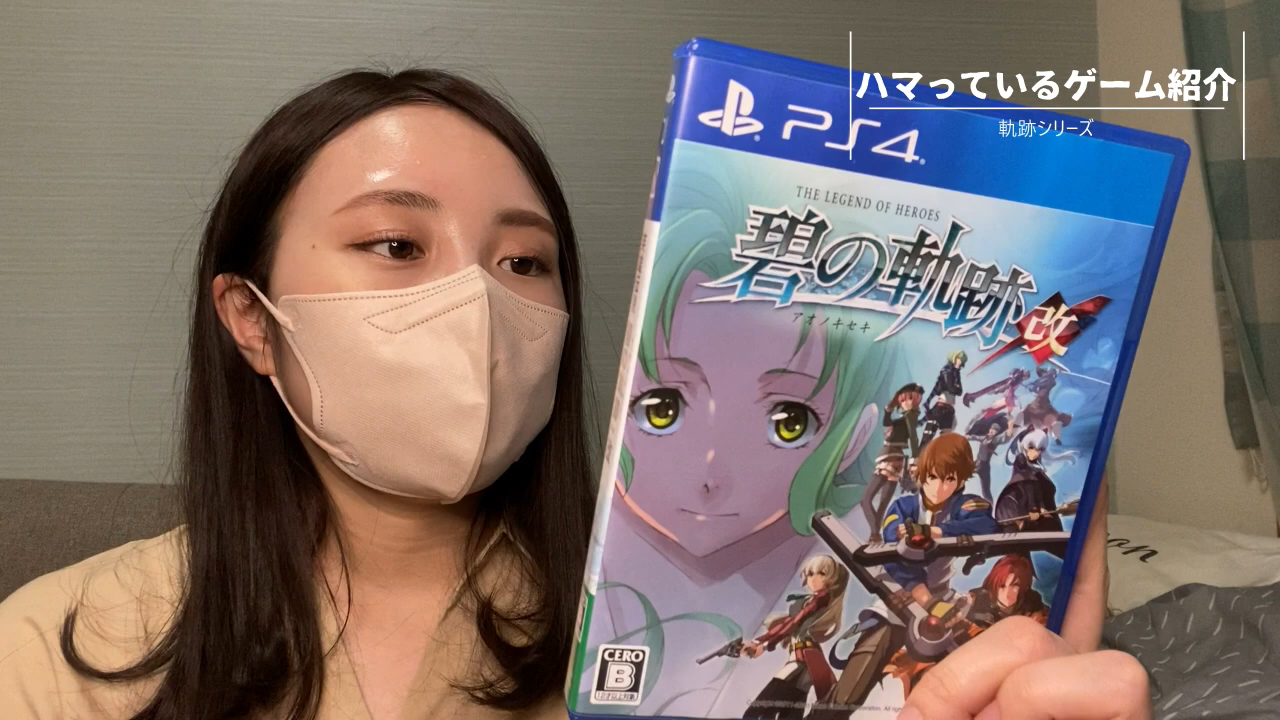 ハマっているゲーム紹介
軌跡シリーズ
PS4
THE LEGEND OF HEROES
碧の軌跡 改
アオノキセキ
CERO
B
on